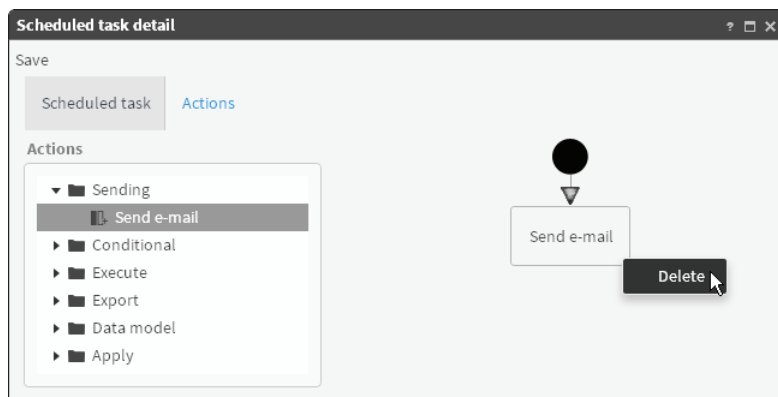 Scheduled task detail ?
Save
Scheduled task Actions
Actions
Sending
Send e-mail
Conditional
Execute
Export
Data model
Apply
Send e-mail
Delete